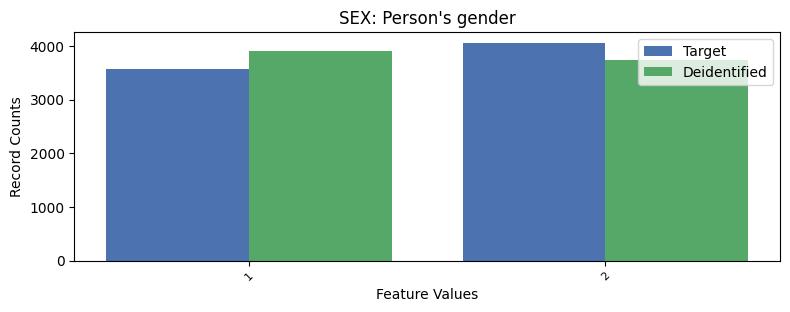 SEX: Person's gender
Target
Deidentified
Record Counts
4000
3000
2000
1000
0
1
2
Feature Values